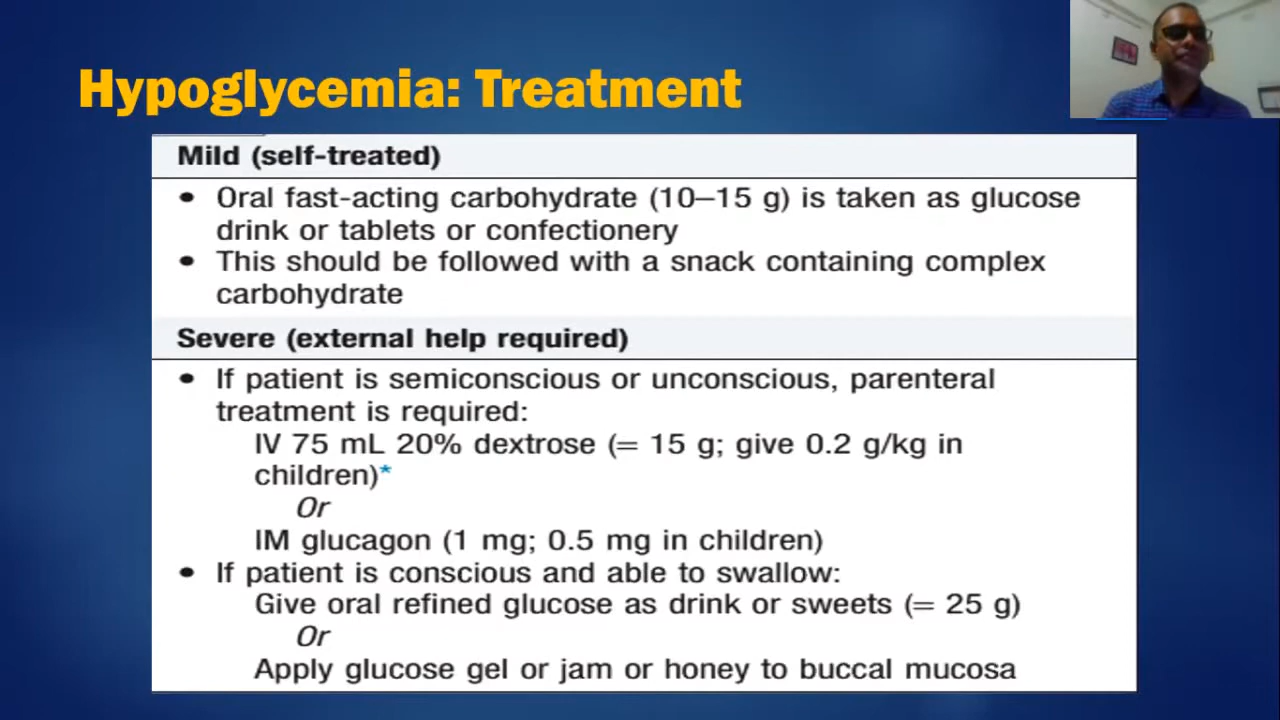 Hypoglycemia: Treatment
Mild (self-treated)
• Oral fast-acting carbohydrate (10–15 g) is taken as glucose
drink or tablets or confectionery
• This should be followed with a snack containing complex
carbohydrate
Severe (external help required)
• If patient is semiconscious or unconscious, parenteral
treatment is required:
IV 75 mL 20% dextrose (= 15 g; give 0.2 g/kg in
children)*
Or
IM glucagon (1 mg; 0.5 mg in children)
• If patient is conscious and able to swallow:
Give oral refined glucose as drink or sweets (= 25 g)
Or
Apply glucose gel or jam or honey to buccal mucosa